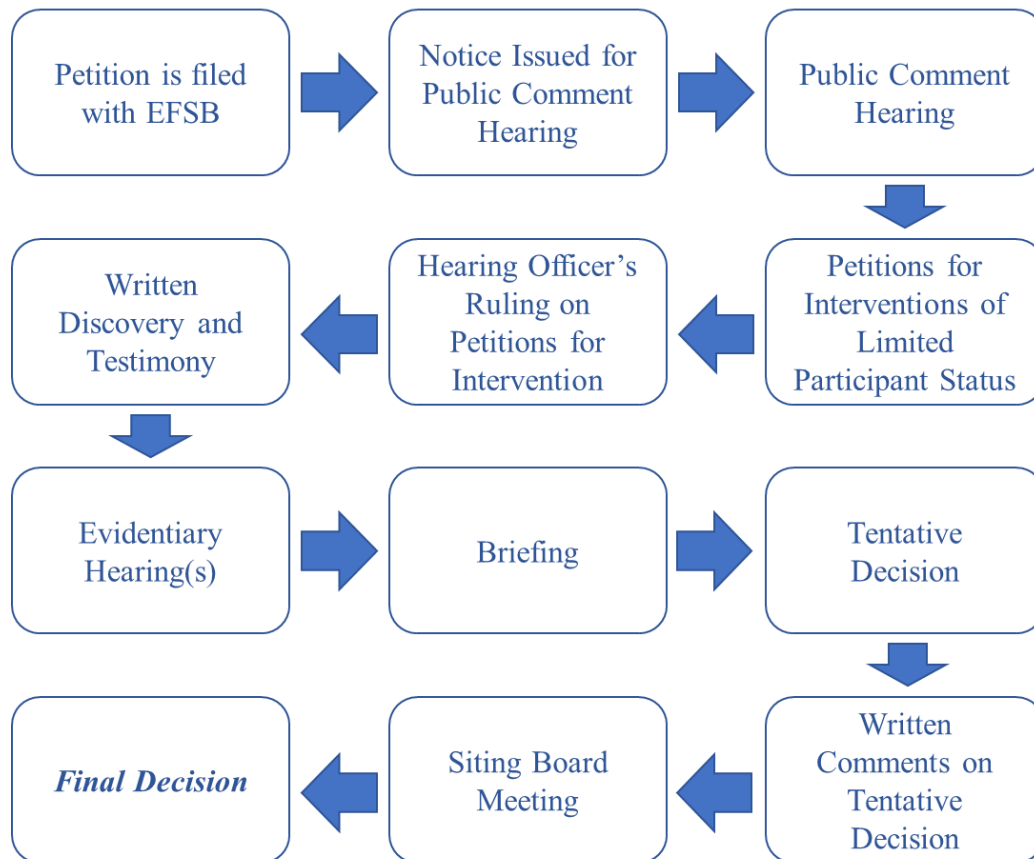 Petition is filed
with EFSB
Notice Issued for
Public Comment
Hearing
Public Comment
Hearing
Petitions for
Interventions of
Limited
Participant Status
Hearing Officer's
Ruling on
Petitions for
Intervention
Written
Discovery and
Testimony
Evidentiary
Hearing(s)
Briefing
Tentative
Decision
Written
Comments on
Tentative
Decision
Siting Board
Meeting
Final Decision